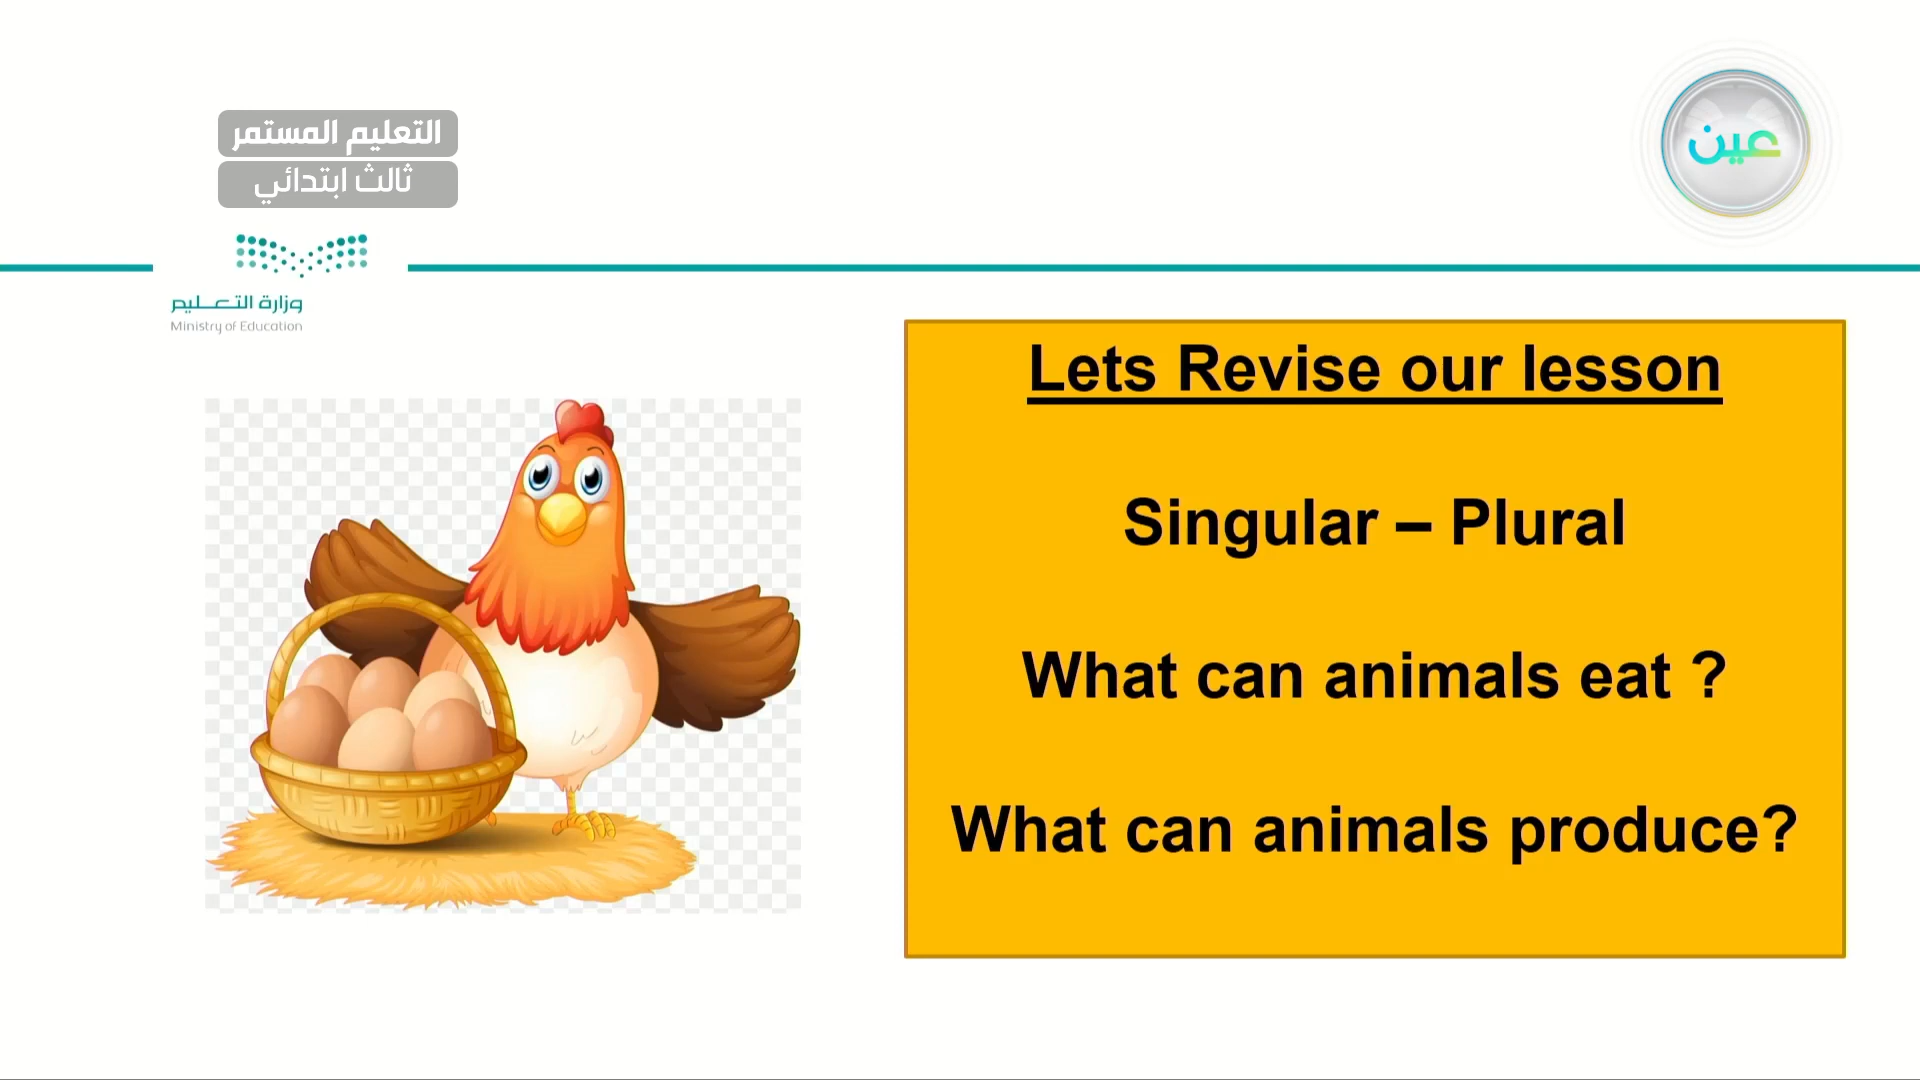 التعليم المستمر
ثالث ابتدائي
عين
وزارة التعليم
Ministry of Education
Lets Revise our lesson
Singular – Plural
What can animals eat ?
What can animals produce?